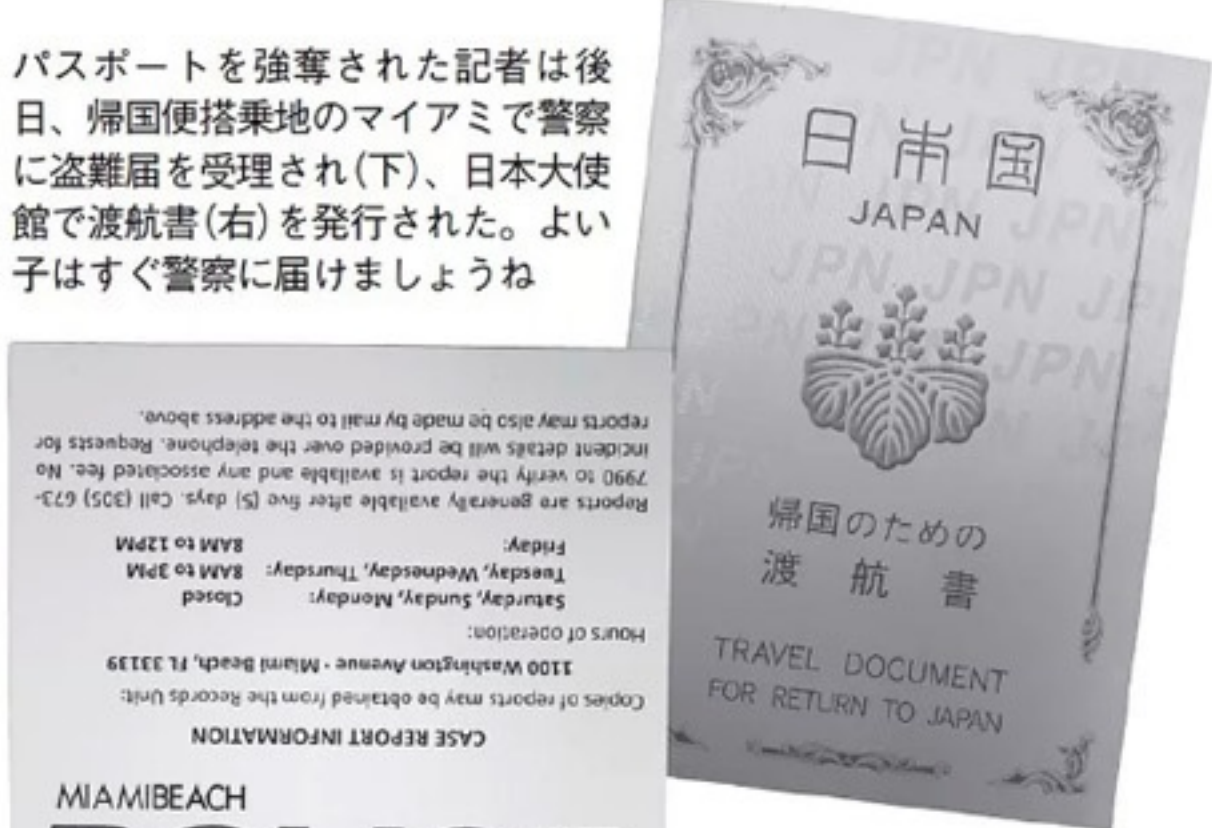 パスポートを強奪された記者は後
日、帰国便搭乗地のマイアミで警察
に盗難届を受理され(下)、日本大使
館で渡航書(右)を発行された。よい
子はすぐ警察に届けましょうね
日本国
JAPAN
帰国のための
渡航書
TRAVEL DOCUMENT
FOR RETURN TO JAPAN
MIAMIBEACH
CASE REPORT INFORMATION
Copies of reports may be obtained from the Records Unit:
1100 Washington Avenue • Miami Beach, FL 33139
Hours of operation:
Saturday, Sunday, Monday: Closed
Tuesday, Wednesday, Thursday: 8AM to 3PM
Friday: 8AM to 12PM
Reports are generally available after five (5) days. Call (305) 673-
7990 to verify the report is available and any associated fee. No
incident details will be provided over the telephone. Requests for
reports may also be made by mail to the address above.